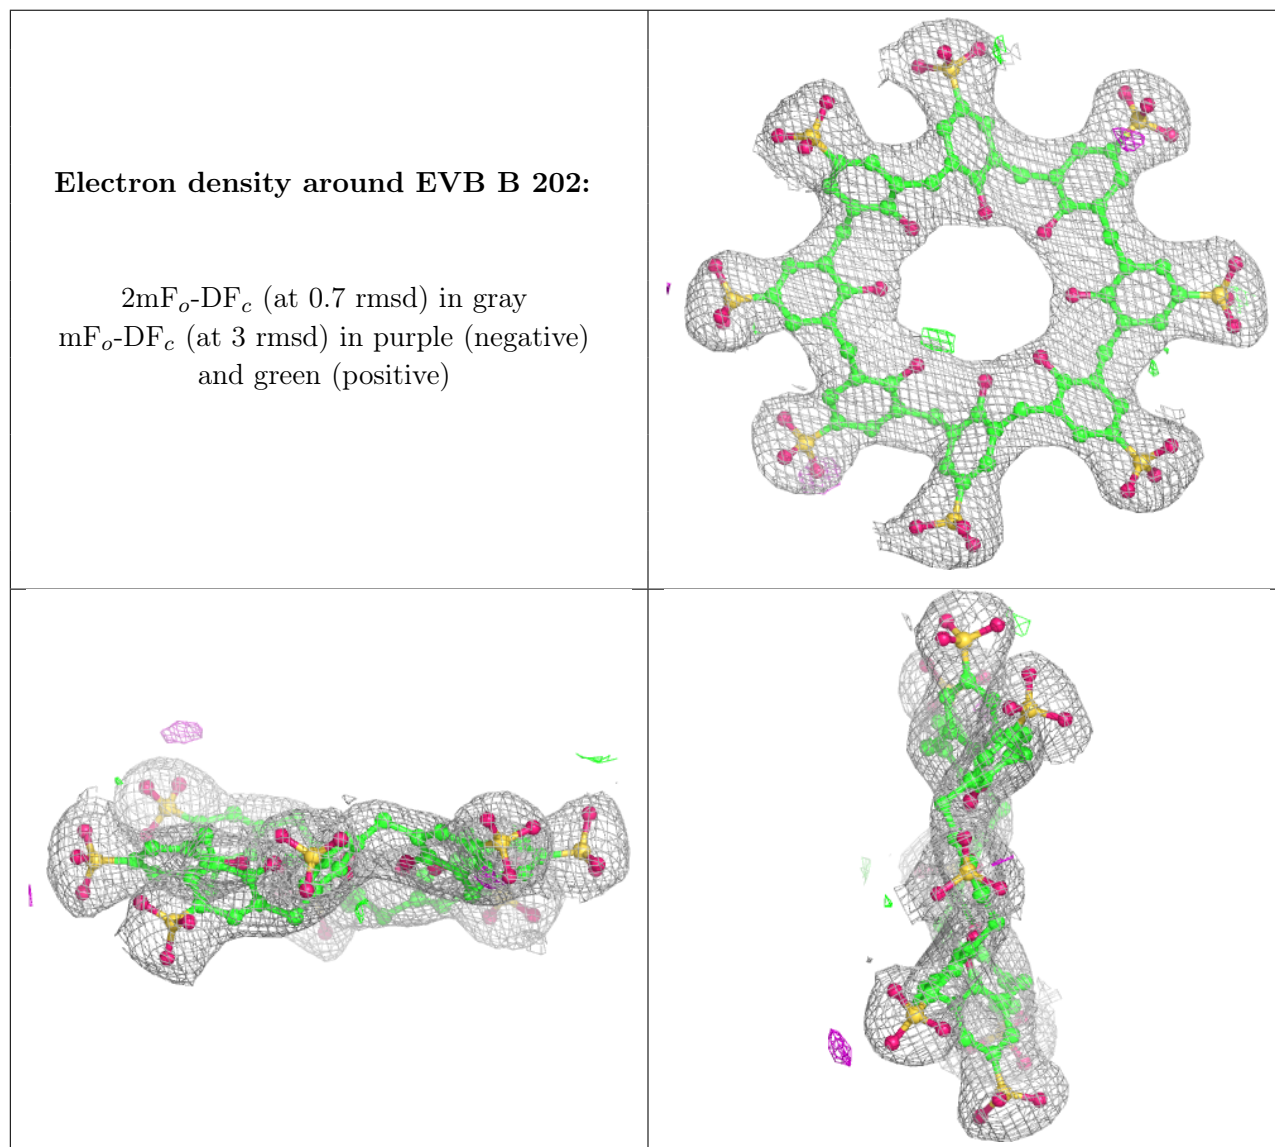 Electron density around EVB B 202:
2mFo-DFc (at 0.7 rmsd) in gray
mFo-DFc (at 3 rmsd) in purple (negative)
and green (positive)